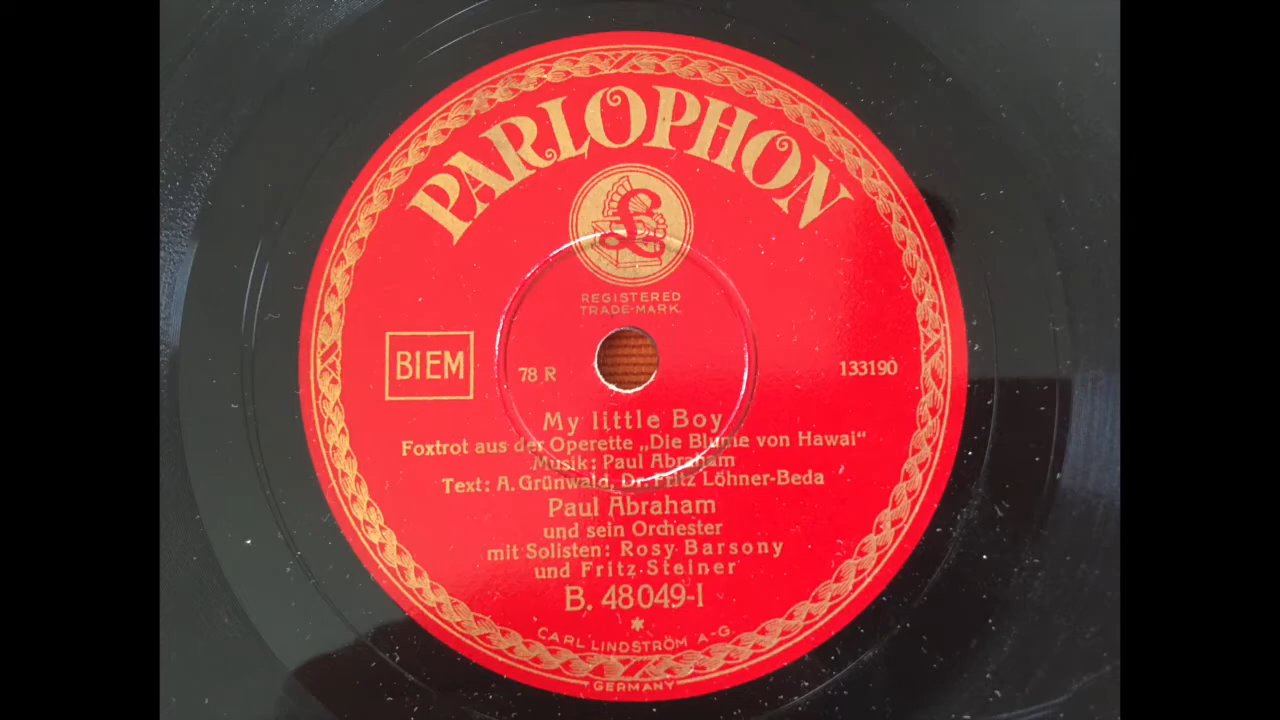 PARLOPHON
£
REGISTERED
TRADE-MARK.
BIEM
78 R
133190
My little Boy
Foxtrot aus der Operette „Die Blume von Hawai“
Musik: Paul Abraham
Text: A. Grünwald, Dr. Fritz Löhner-Beda
Paul Abraham
und sein Orchester
mit Solisten: Rosy Barsony
und Fritz Steiner
B. 48049-I
*
CARL LINDSTRÖM A-G.
GERMANY